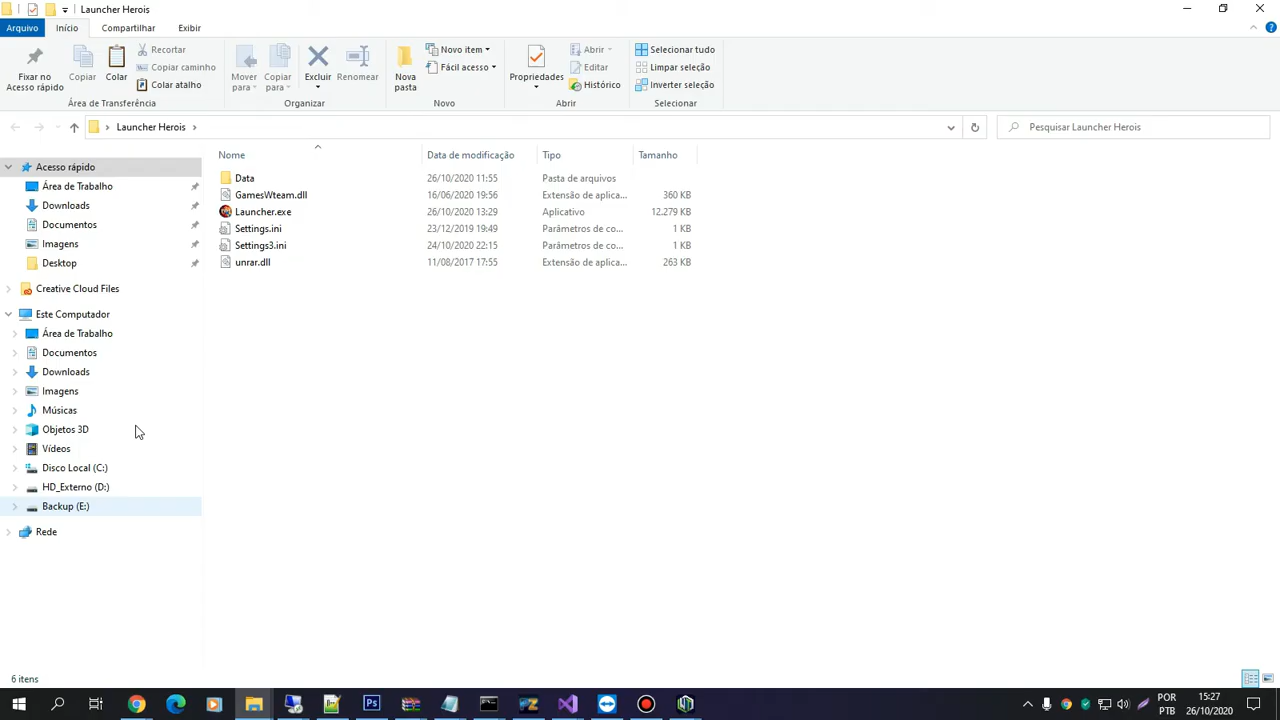 Launcher Herois
Arquivo Início Compartilhar Exibir
Fixar no Acesso rápido
Copiar
Colar
Recortar
Copiar caminho
Colar atalho
Área de Transferência
Mover para
Copiar para
Excluir
Renomear
Organizar
Nova pasta
Novo item
Fácil acesso
Novo
Propriedades
Abrir
Editar
Histórico
Abrir
Selecionar tudo
Limpar seleção
Inverter seleção
Selecionar
Launcher Herois
Pesquisar Launcher Herois
Nome Data de modificação Tipo Tamanho
Data 26/10/2020 11:55 Pasta de arquivos
GamesWteam.dll 16/06/2020 19:56 Extensão de aplica... 360 KB
Launcher.exe 26/10/2020 13:29 Aplicativo 12.279 KB
Settings.ini 23/12/2019 19:49 Parâmetros de co... 1 KB
Settings3.ini 24/10/2020 22:15 Parâmetros de co... 1 KB
unrar.dll 11/08/2017 17:55 Extensão de aplica... 263 KB
Acesso rápido
Área de Trabalho
Downloads
Documentos
Imagens
Desktop
Creative Cloud Files
Este Computador
Área de Trabalho
Documentos
Downloads
Imagens
Músicas
Objetos 3D
Vídeos
Disco Local (C:)
HD_Externo (D:)
Backup (E:)
Rede
6 itens
Ps
POR
PTB
15:27
26/10/2020